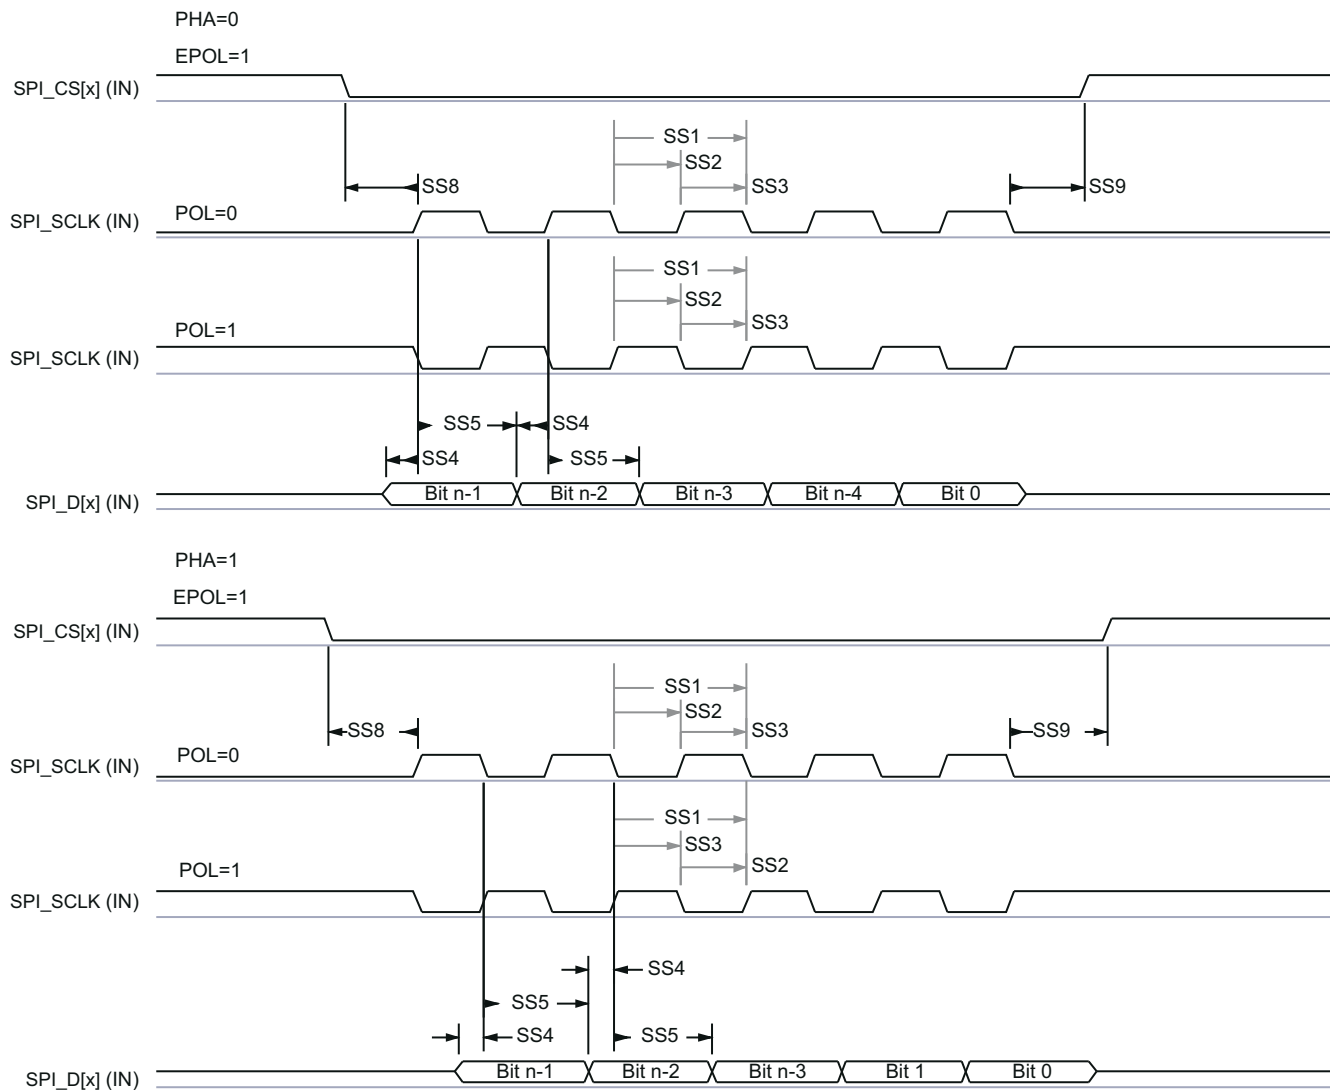 PHA=0
EPOL=1
SPI_CS[x] (IN)
SS1
SS2
SS8
SS3
SS9
POL=0
SPI_SCLK (IN)
SS1
SS2
SS3
POL=1
SPI_SCLK (IN)
SS5
SS4
SS4
SS5
SPI_D[x] (IN)
Bit n-1
Bit n-2
Bit n-3
Bit n-4
Bit 0
PHA=1
EPOL=1
SPI_CS[x] (IN)
SS1
SS2
SS8
SS3
SS9
POL=0
SPI_SCLK (IN)
SS1
SS3
SS2
POL=1
SPI_SCLK (IN)
SS4
SS5
SS4
SS5
SPI_D[x] (IN)
Bit n-1
Bit n-2
Bit n-3
Bit 1
Bit 0